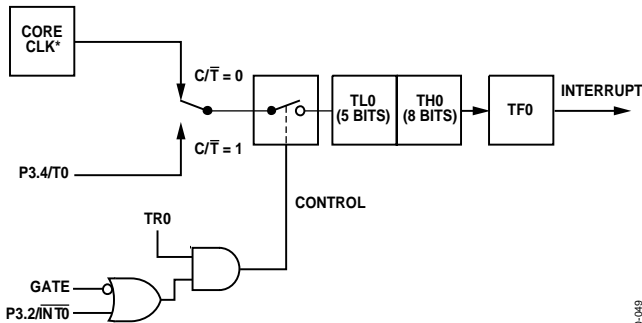 CORE
CLK*
C/T̅ = 0
TL0
(5 BITS)
TH0
(8 BITS)
TF0
INTERRUPT
C/T̅ = 1
P3.4/T0
CONTROL
TR0
GATE
P3.2/I̅N̅T̅0̅